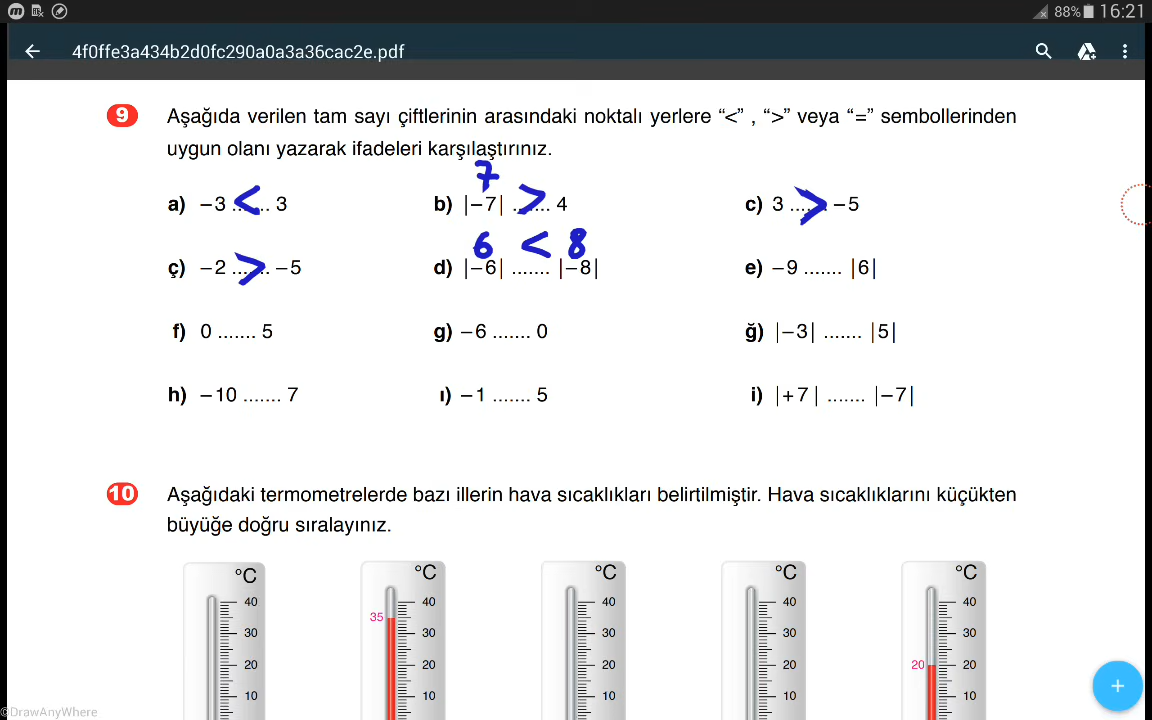 88% 16:21
4f0ffe3a434b2d0fc290a0a3a36cac2e.pdf
9 Aşağıda verilen tam sayı çiftlerinin arasındaki noktalı yerlere “<” , “>” veya “=” sembollerinden
uygun olanı yazarak ifadeleri karşılaştırınız.
7
a) −3 ...<... 3 b) |−7| ...>... 4 c) 3 ...>... −5
6 < 8
ç) −2 ...>... −5 d) |−6| ....... |−8| e) −9 ....... |6|
f) 0 ....... 5 g) −6 ....... 0 ğ) |−3| ....... |5|
h) −10 ....... 7 ı) −1 ....... 5 i) |+7| ....... |−7|
10 Aşağıdaki termometrelerde bazı illerin hava sıcaklıkları belirtilmiştir. Hava sıcaklıklarını küçükten
büyüğe doğru sıralayınız.
°C °C °C °C °C
40 40 40 40 40
35
30 30 30 30 30
20 20 20 20 20 20
10 10 10 10 10
©DrawAnyWhere